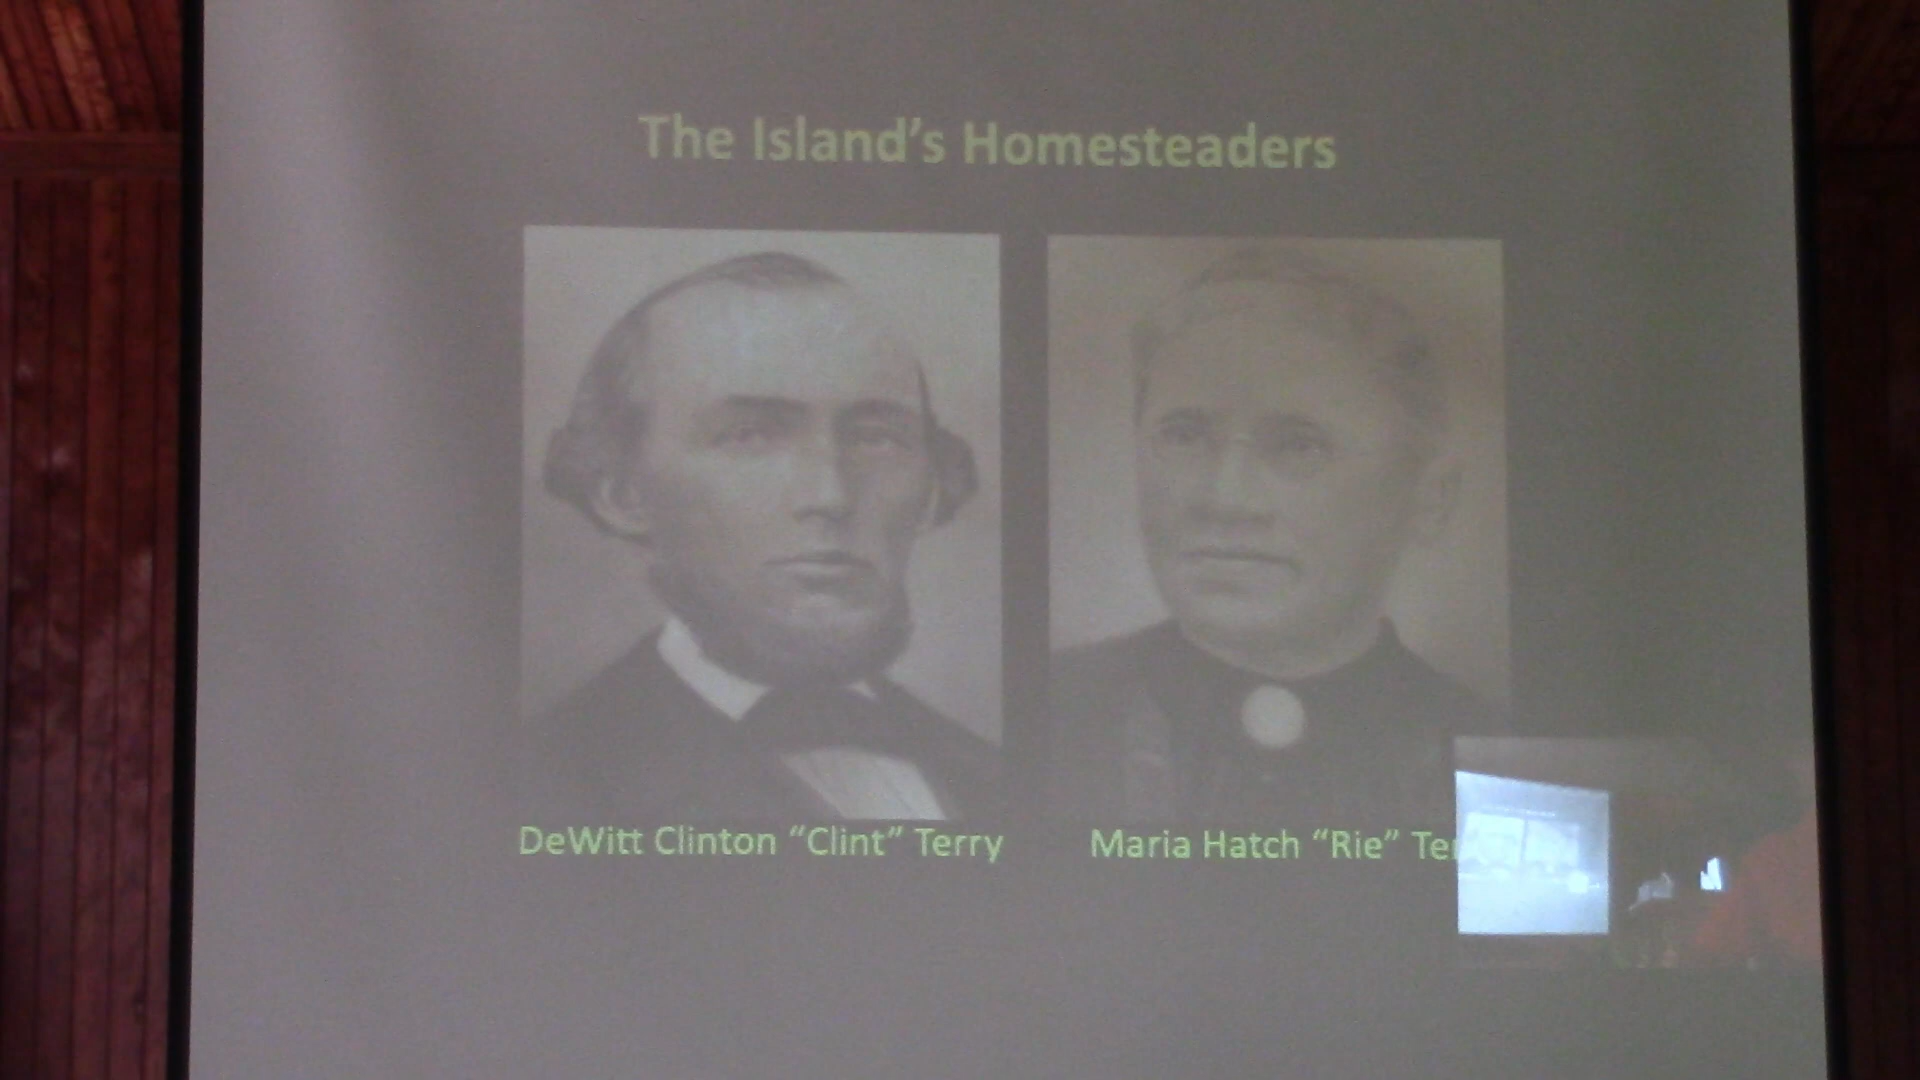 The Island's Homesteaders
DeWitt Clinton “Clint” Terry
Maria Hatch “Rie”